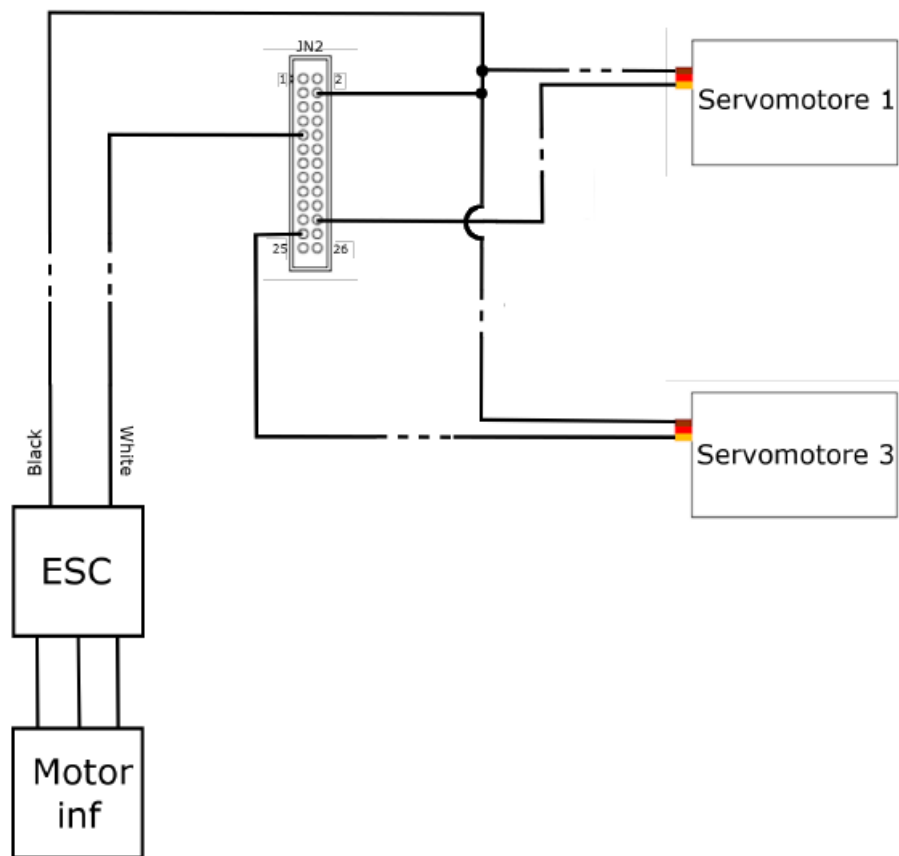 JN2
1 2
Servomotore 1
25 26
Black
White
Servomotore 3
ESC
Motor
inf